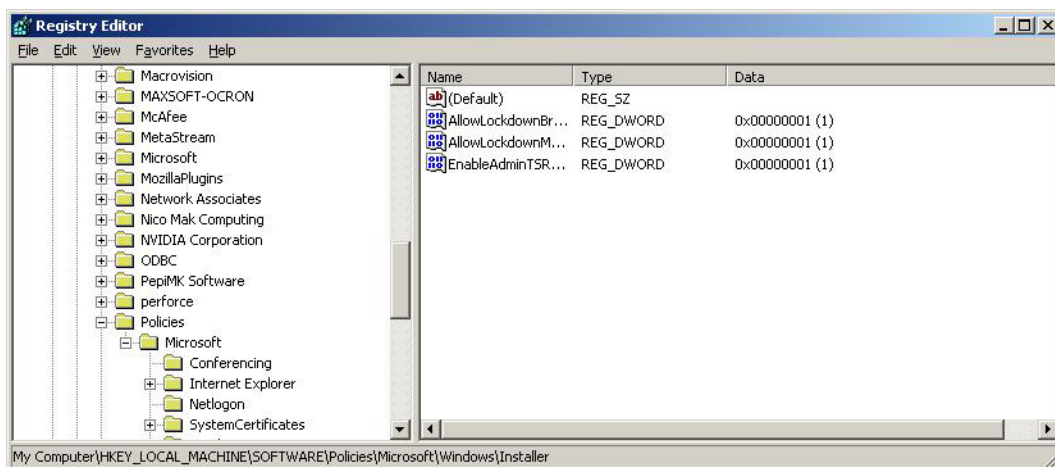 Registry Editor
File Edit View Favorites Help
Macrovision
MAXSOFT-OCRON
McAfee
MetaStream
Microsoft
MozillaPlugins
Network Associates
Nico Mak Computing
NVIDIA Corporation
ODBC
PepiMK Software
perforce
Policies
Microsoft
Conferencing
Internet Explorer
Netlogon
SystemCertificates
Name Type Data
(Default) REG_SZ
AllowLockdownBr... REG_DWORD 0x00000001 (1)
AllowLockdownM... REG_DWORD 0x00000001 (1)
EnableAdminTSR... REG_DWORD 0x00000001 (1)
My Computer\HKEY_LOCAL_MACHINE\SOFTWARE\Policies\Microsoft\Windows\Installer